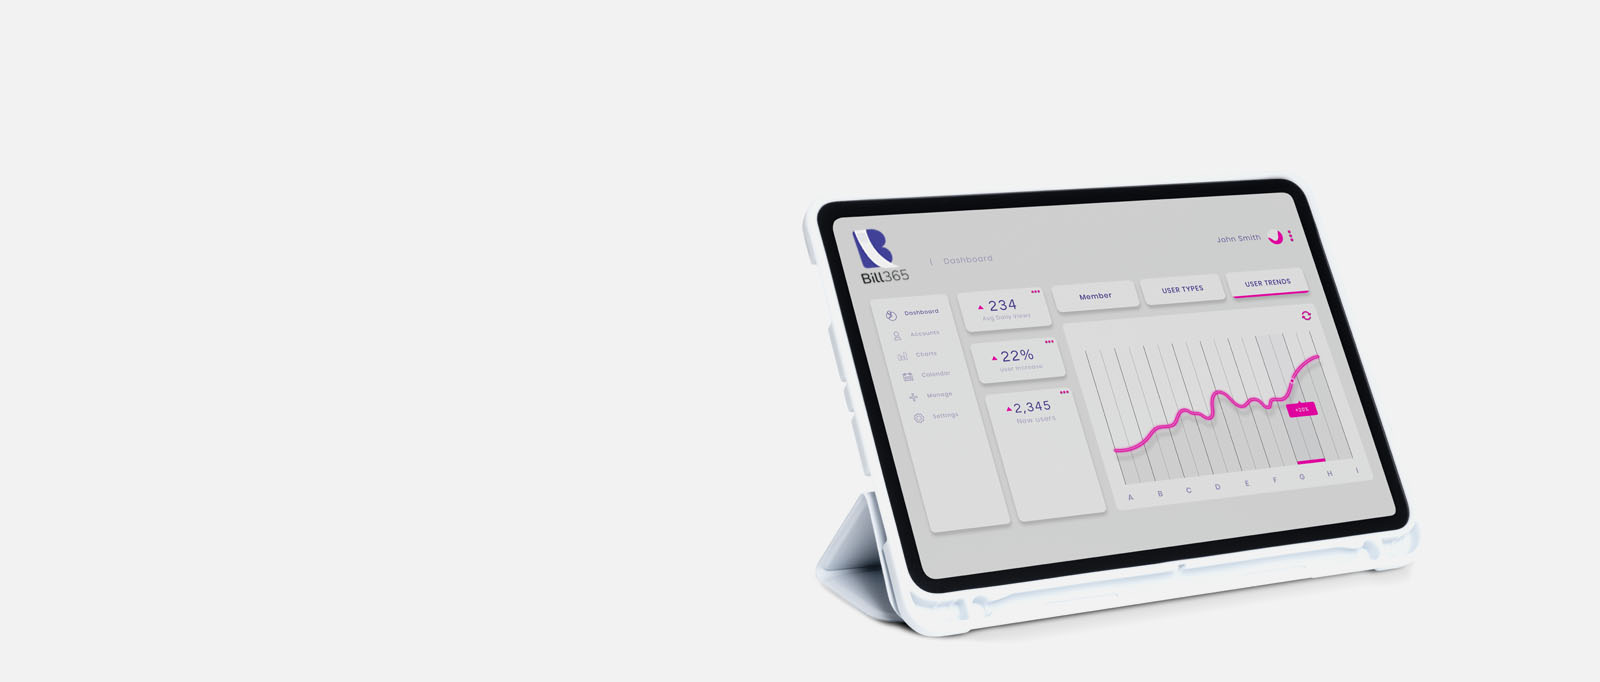 Bill365
| Dashboard
John Smith
Dashboard
Accounts
Charts
Calendar
Manage
Settings
234
Avg Daily Views
22%
User Increase
2,345
New users
Member
USER TYPES
USER TRENDS
+20%
A B C D E F G H I